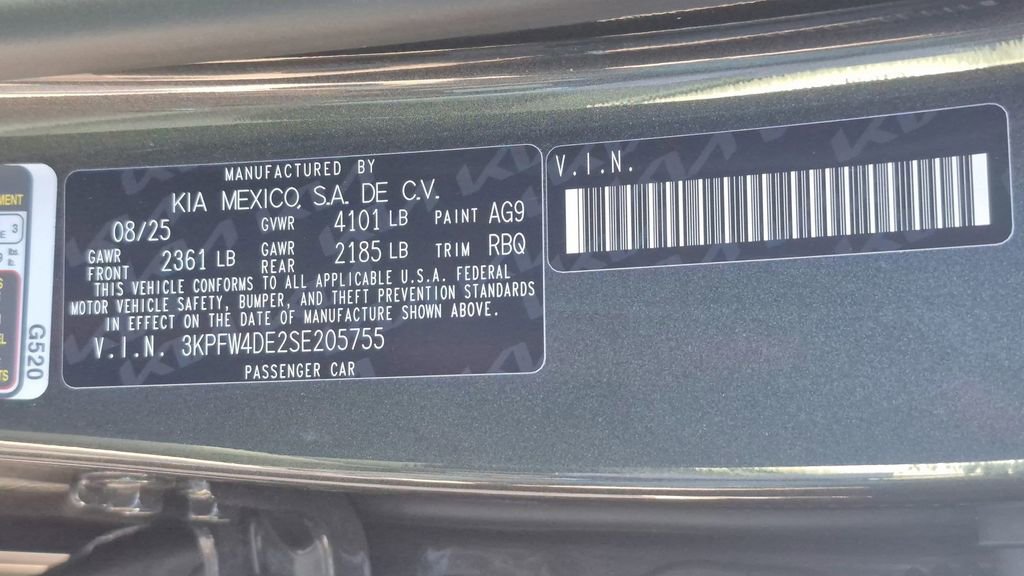 MENT
3
G520
MANUFACTURED BY
KIA MEXICO, S.A. DE C.V.
08/25 GVWR 4101 LB PAINT AG9
GAWR FRONT 2361 LB GAWR REAR 2185 LB TRIM RBQ
THIS VEHICLE CONFORMS TO ALL APPLICABLE U.S.A. FEDERAL
MOTOR VEHICLE SAFETY, BUMPER, AND THEFT PREVENTION STANDARDS
IN EFFECT ON THE DATE OF MANUFACTURE SHOWN ABOVE.
V.I.N. 3KPFW4DE2SE205755
PASSENGER CAR
V.I.N.